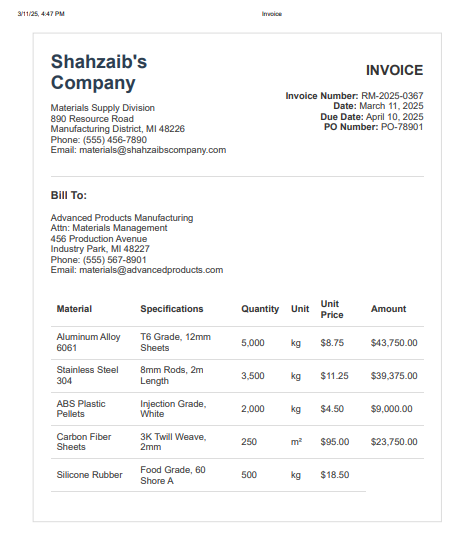 3/11/25, 4:47 PM Invoice
Shahzaib's
Company
Materials Supply Division
890 Resource Road
Manufacturing District, MI 48226
Phone: (555) 456-7890
Email: materials@shahzaibscompany.com
INVOICE
Invoice Number: RM-2025-0367
Date: March 11, 2025
Due Date: April 10, 2025
PO Number: PO-78901
Bill To:
Advanced Products Manufacturing
Attn: Materials Management
456 Production Avenue
Industry Park, MI 48227
Phone: (555) 567-8901
Email: materials@advancedproducts.com
Material Specifications Quantity Unit Unit Price Amount
Aluminum Alloy 6061 T6 Grade, 12mm Sheets 5,000 kg $8.75 $43,750.00
Stainless Steel 304 8mm Rods, 2m Length 3,500 kg $11.25 $39,375.00
ABS Plastic Pellets Injection Grade, White 2,000 kg $4.50 $9,000.00
Carbon Fiber Sheets 3K Twill Weave, 2mm 250 m² $95.00 $23,750.00
Silicone Rubber Food Grade, 60 Shore A 500 kg $18.50